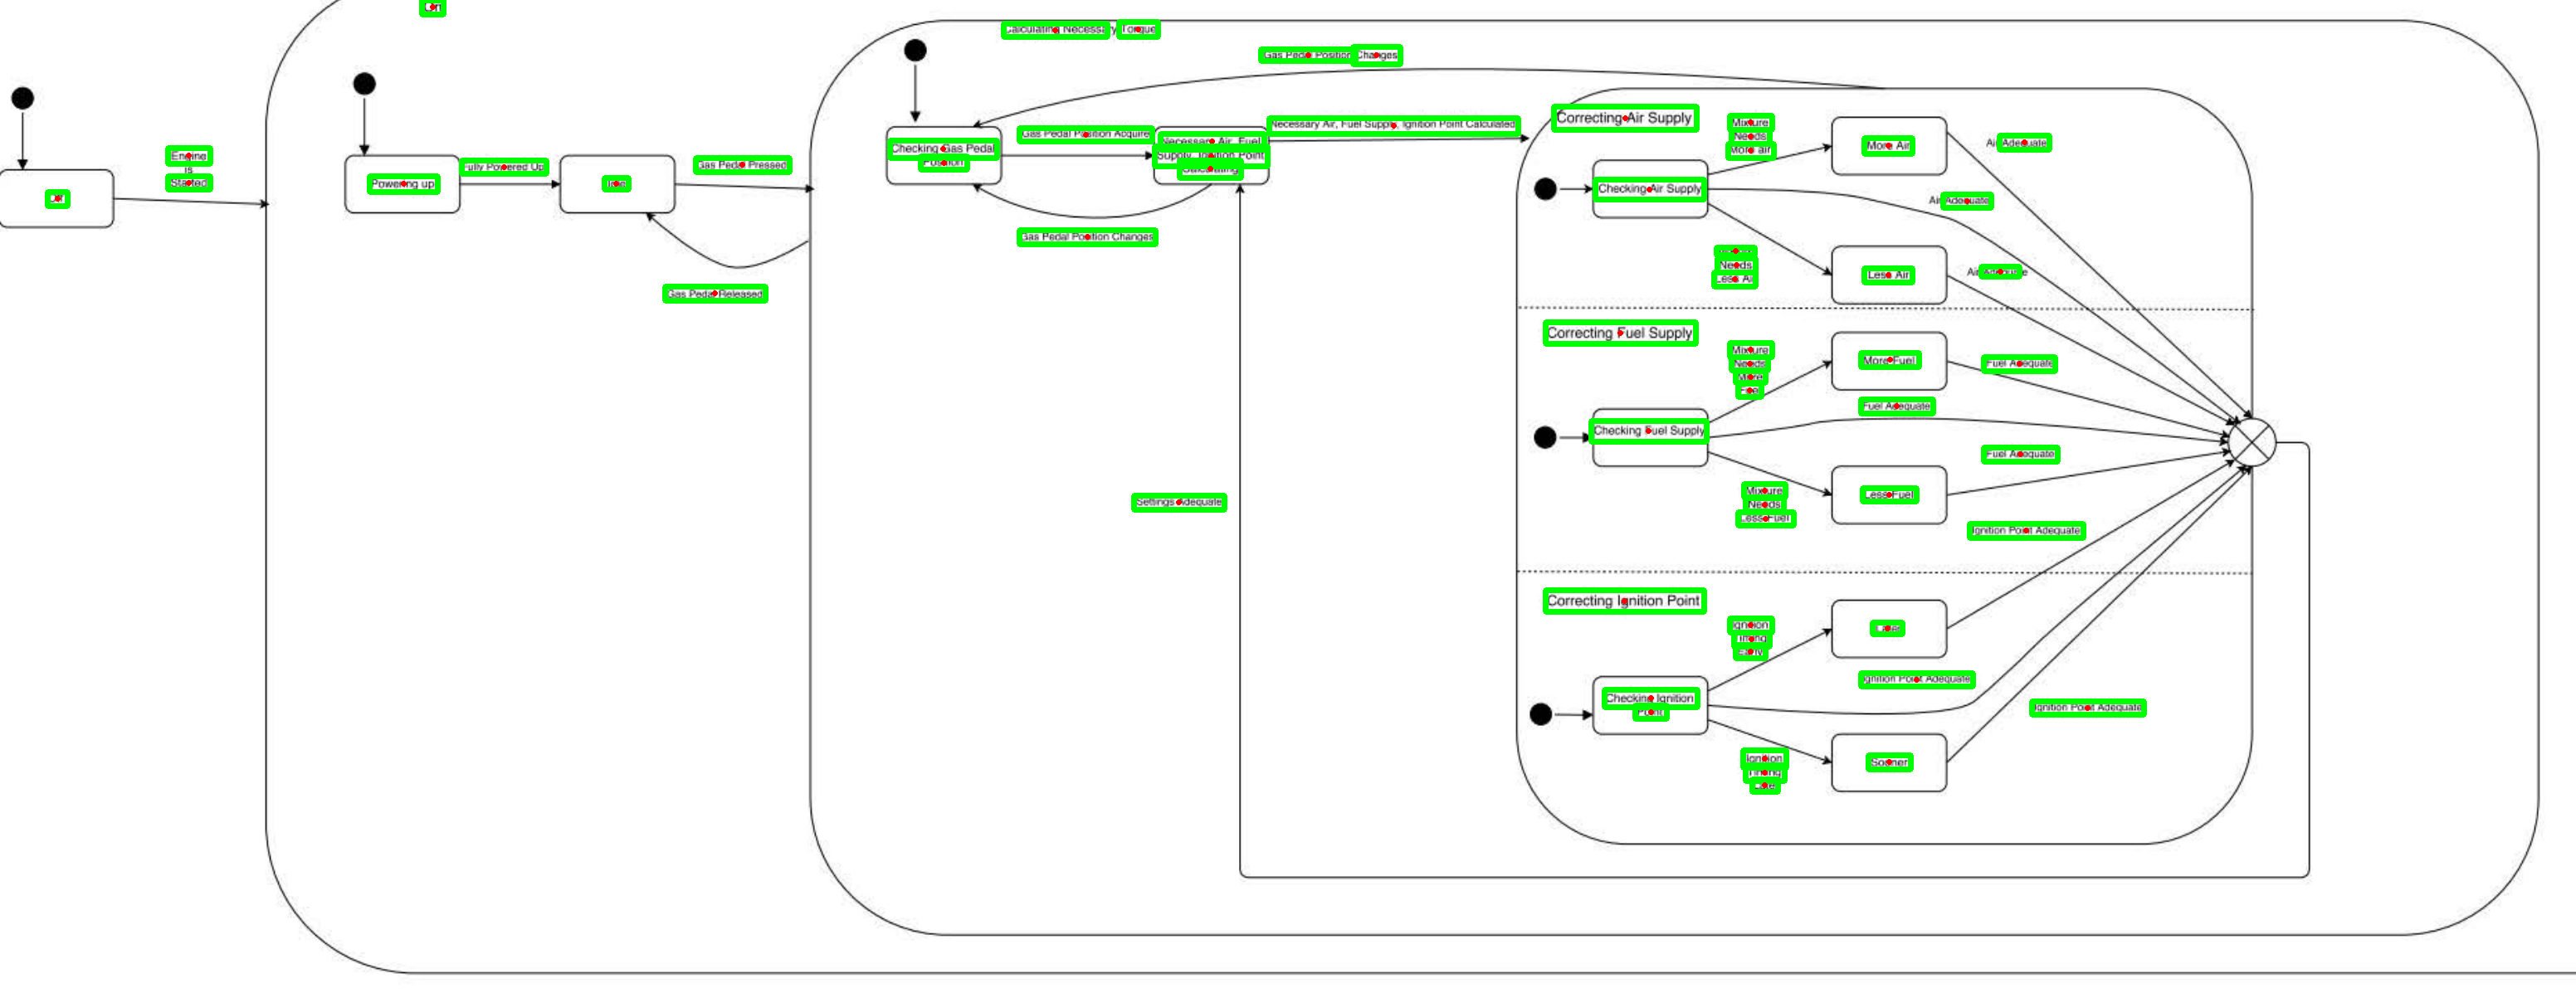 On
Calculating Necessary Torque
Gas Pedal Position Changes
Engine
is
Started
Off
Powering up
Fully Powered Up
Idle
Gas Pedal Pressed
Gas Pedal Released
Checking Gas Pedal
Position
Gas Pedal Position Acquire
Necessary Air, Fuel
Supply, Ignition Point
Calculating
Necessary Air, Fuel Supply, Ignition Point Calculated
Gas Pedal Position Changes
Settings Adequate
Correcting Air Supply
Checking Air Supply
Mixture
Needs
More air
More Air
Air Adequate
Air Adequate
Needs
Less Air
Less Air
Air Adequate
Correcting Fuel Supply
Checking Fuel Supply
Mixture
Needs
More
Fuel
More Fuel
Fuel Adequate
Fuel Adequate
Mixture
Needs
Less Fuel
Less Fuel
Fuel Adequate
Correcting Ignition Point
Checking Ignition
Point
Ignition
Timing
Early
Later
Ignition Point Adequate
Ignition Point Adequate
Ignition
Timing
Late
Sooner
Ignition Point Adequate